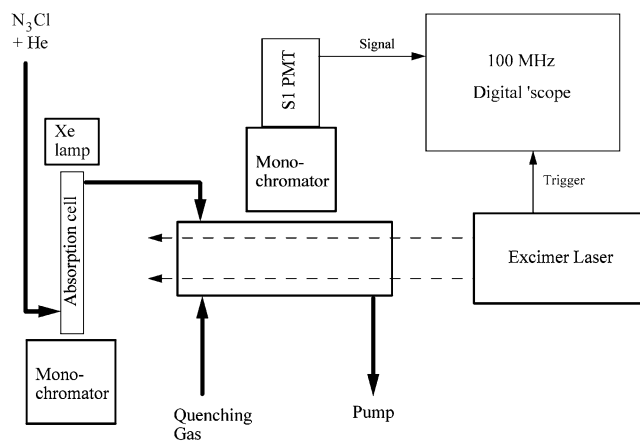 N3Cl
+ He
Xe
lamp
Absorption cell
Mono-
chromator
S1 PMT
Mono-
chromator
Signal
100 MHz
Digital 'scope
Trigger
Excimer Laser
Quenching
Gas
Pump